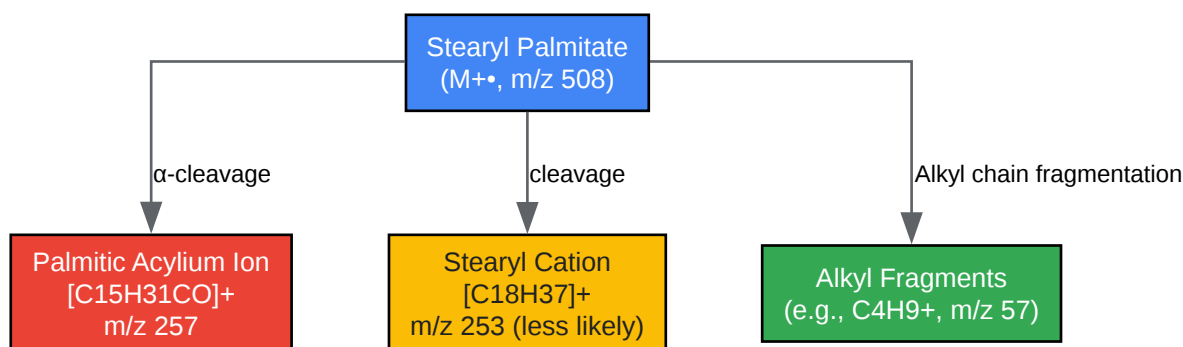 Stearyl Palmitate
(M+•, m/z 508)
α-cleavage
cleavage
Alkyl chain fragmentation
Palmitic Acylium Ion
[C15H31CO]+
m/z 257
Stearyl Cation
[C18H37]+
m/z 253 (less likely)
Alkyl Fragments
(e.g., C4H9+, m/z 57)